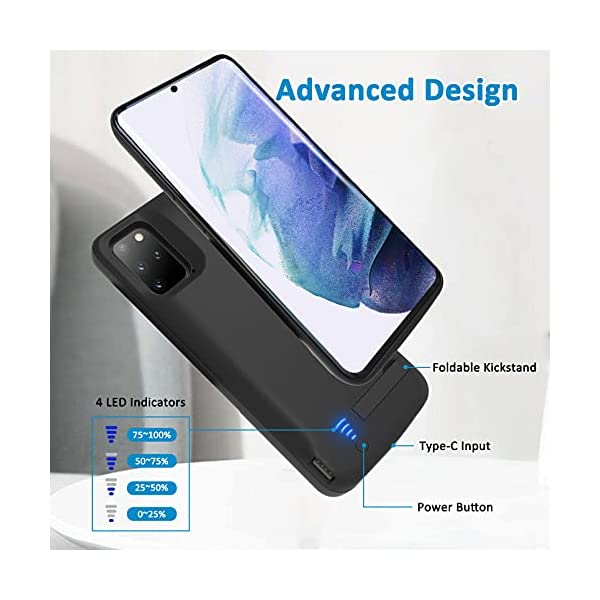 Advanced Design
Foldable Kickstand
4 LED Indicators
75~100%
Type-C Input
50~75%
25~50%
Power Button
0~25%